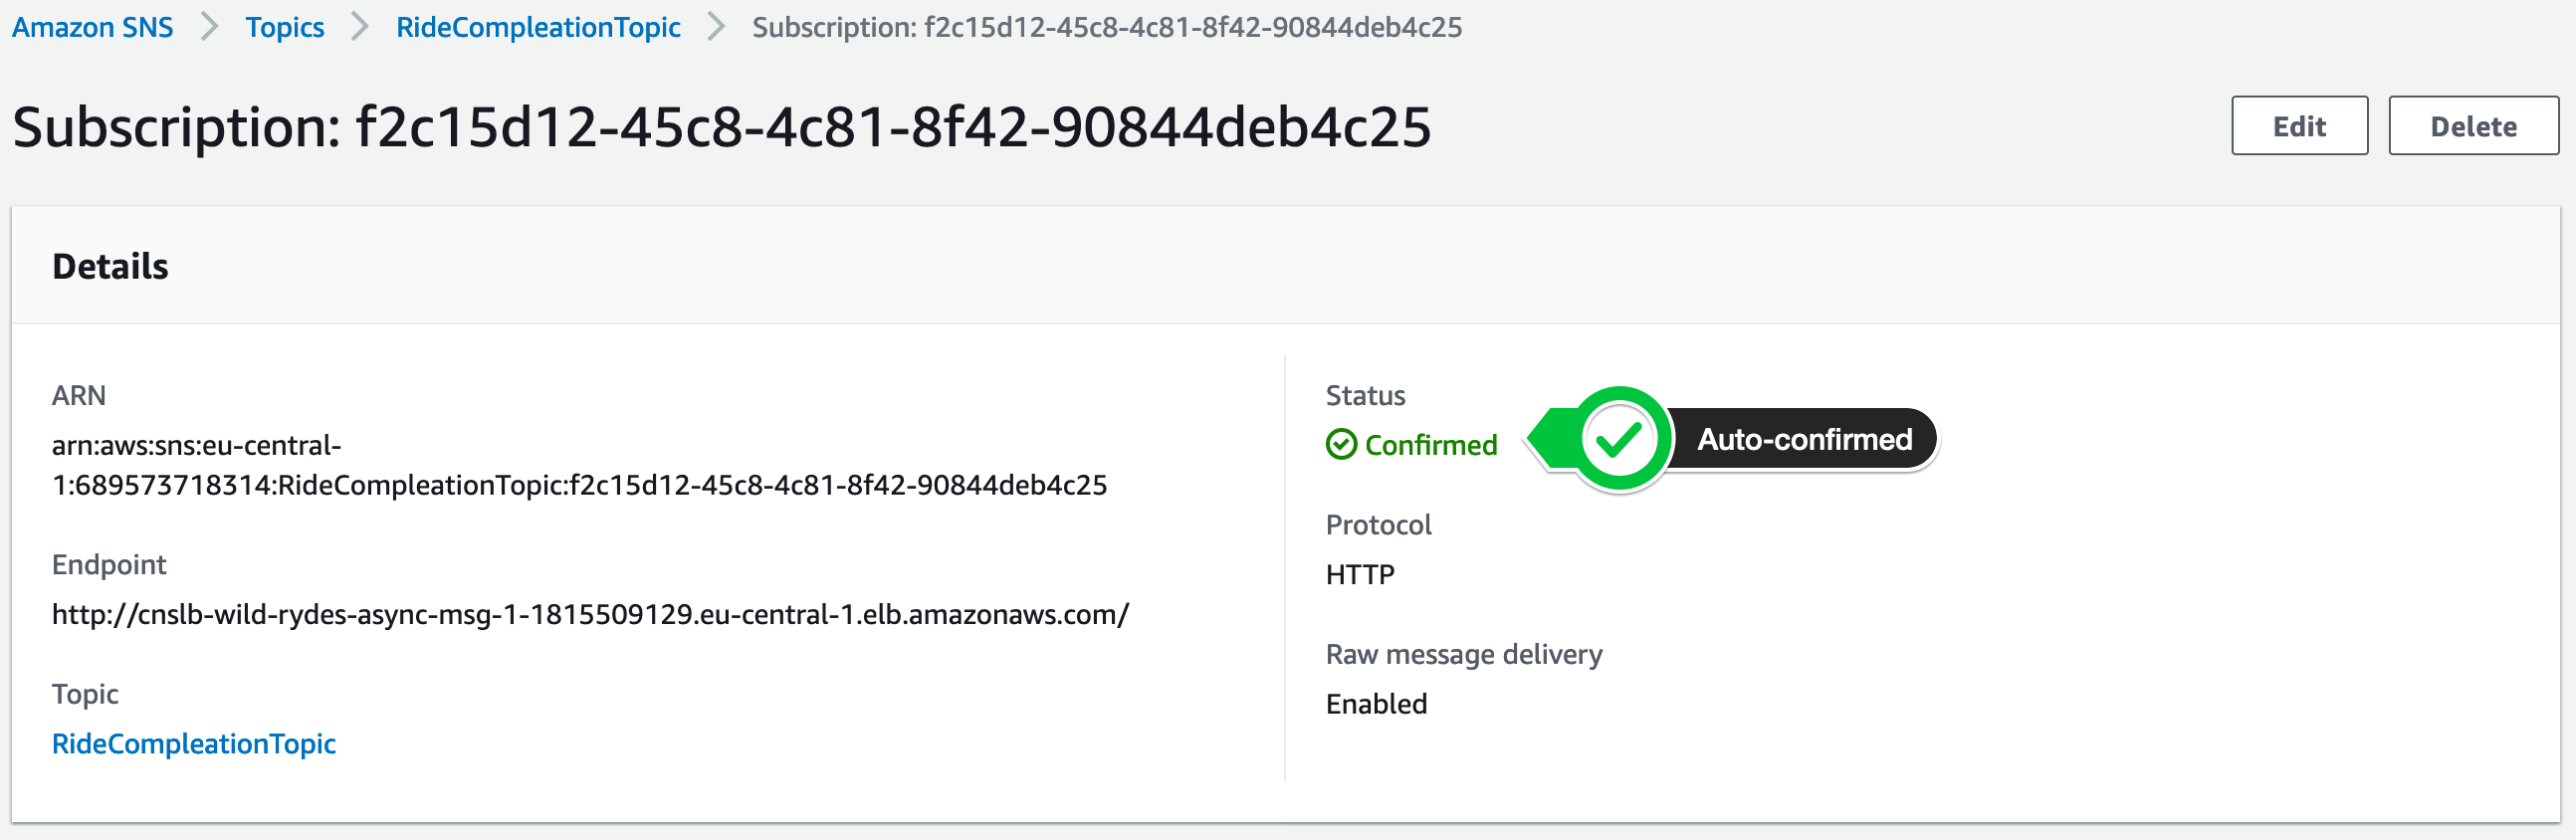 Amazon SNS > Topics > RideCompleationTopic > Subscription: f2c15d12-45c8-4c81-8f42-90844deb4c25
Subscription: f2c15d12-45c8-4c81-8f42-90844deb4c25
Edit
Delete
Details
ARN
arn:aws:sns:eu-central-
1:689573718314:RideCompleationTopic:f2c15d12-45c8-4c81-8f42-90844deb4c25
Endpoint
http://cnslb-wild-rydes-async-msg-1-1815509129.eu-central-1.elb.amazonaws.com/
Topic
RideCompleationTopic
Status
Confirmed
Auto-confirmed
Protocol
HTTP
Raw message delivery
Enabled